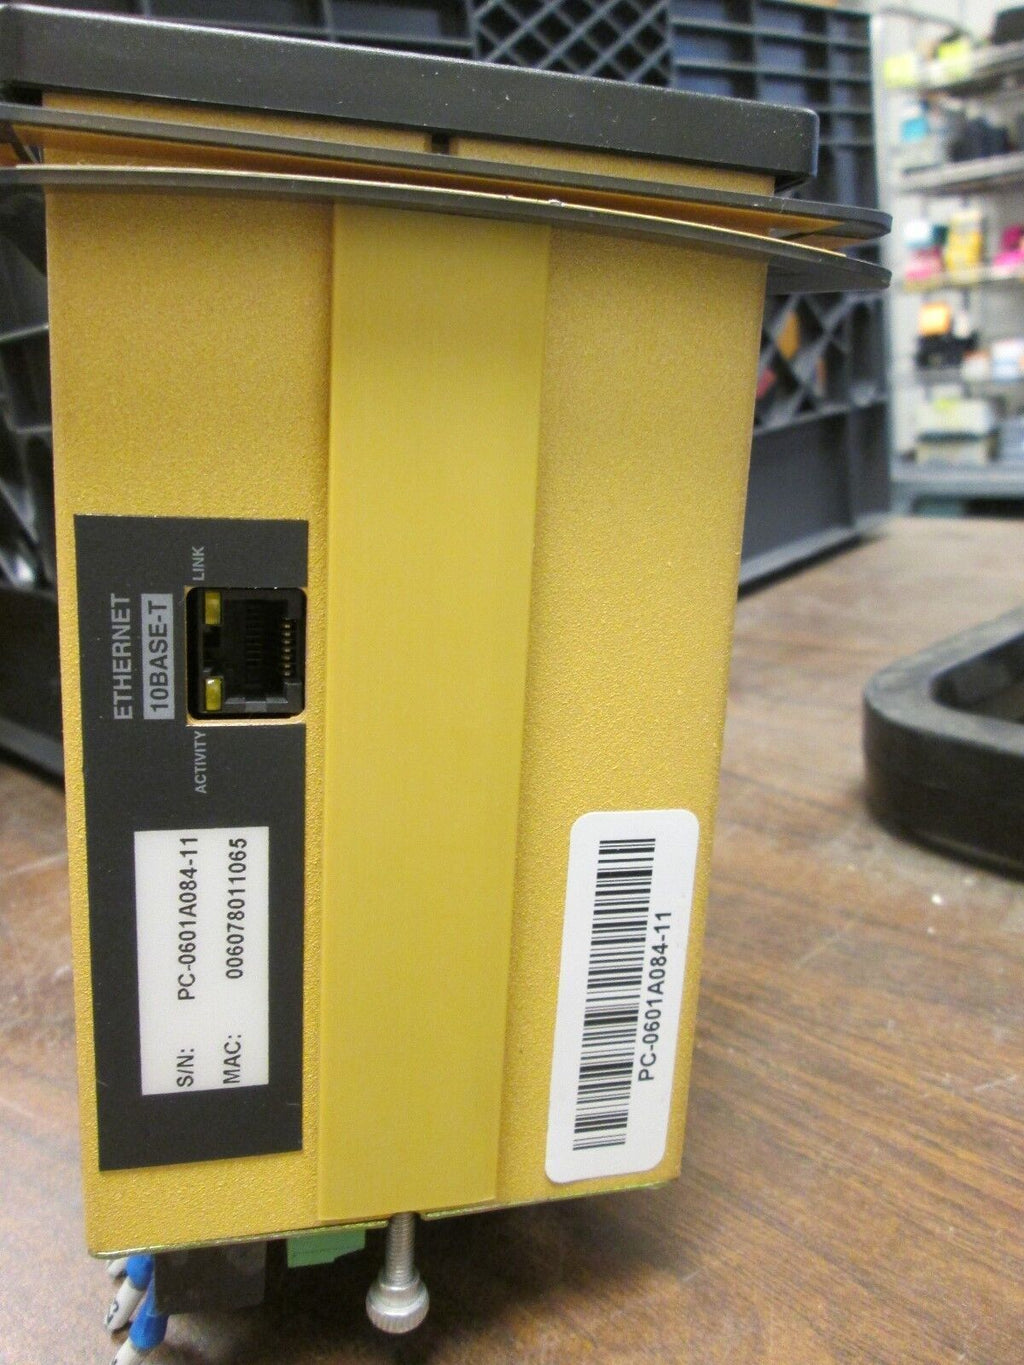 ETHERNET
10BASE-T
LINK
ACTIVITY
S/N: PC-0601A084-11
MAC: 006078011065
PC-0601A084-11